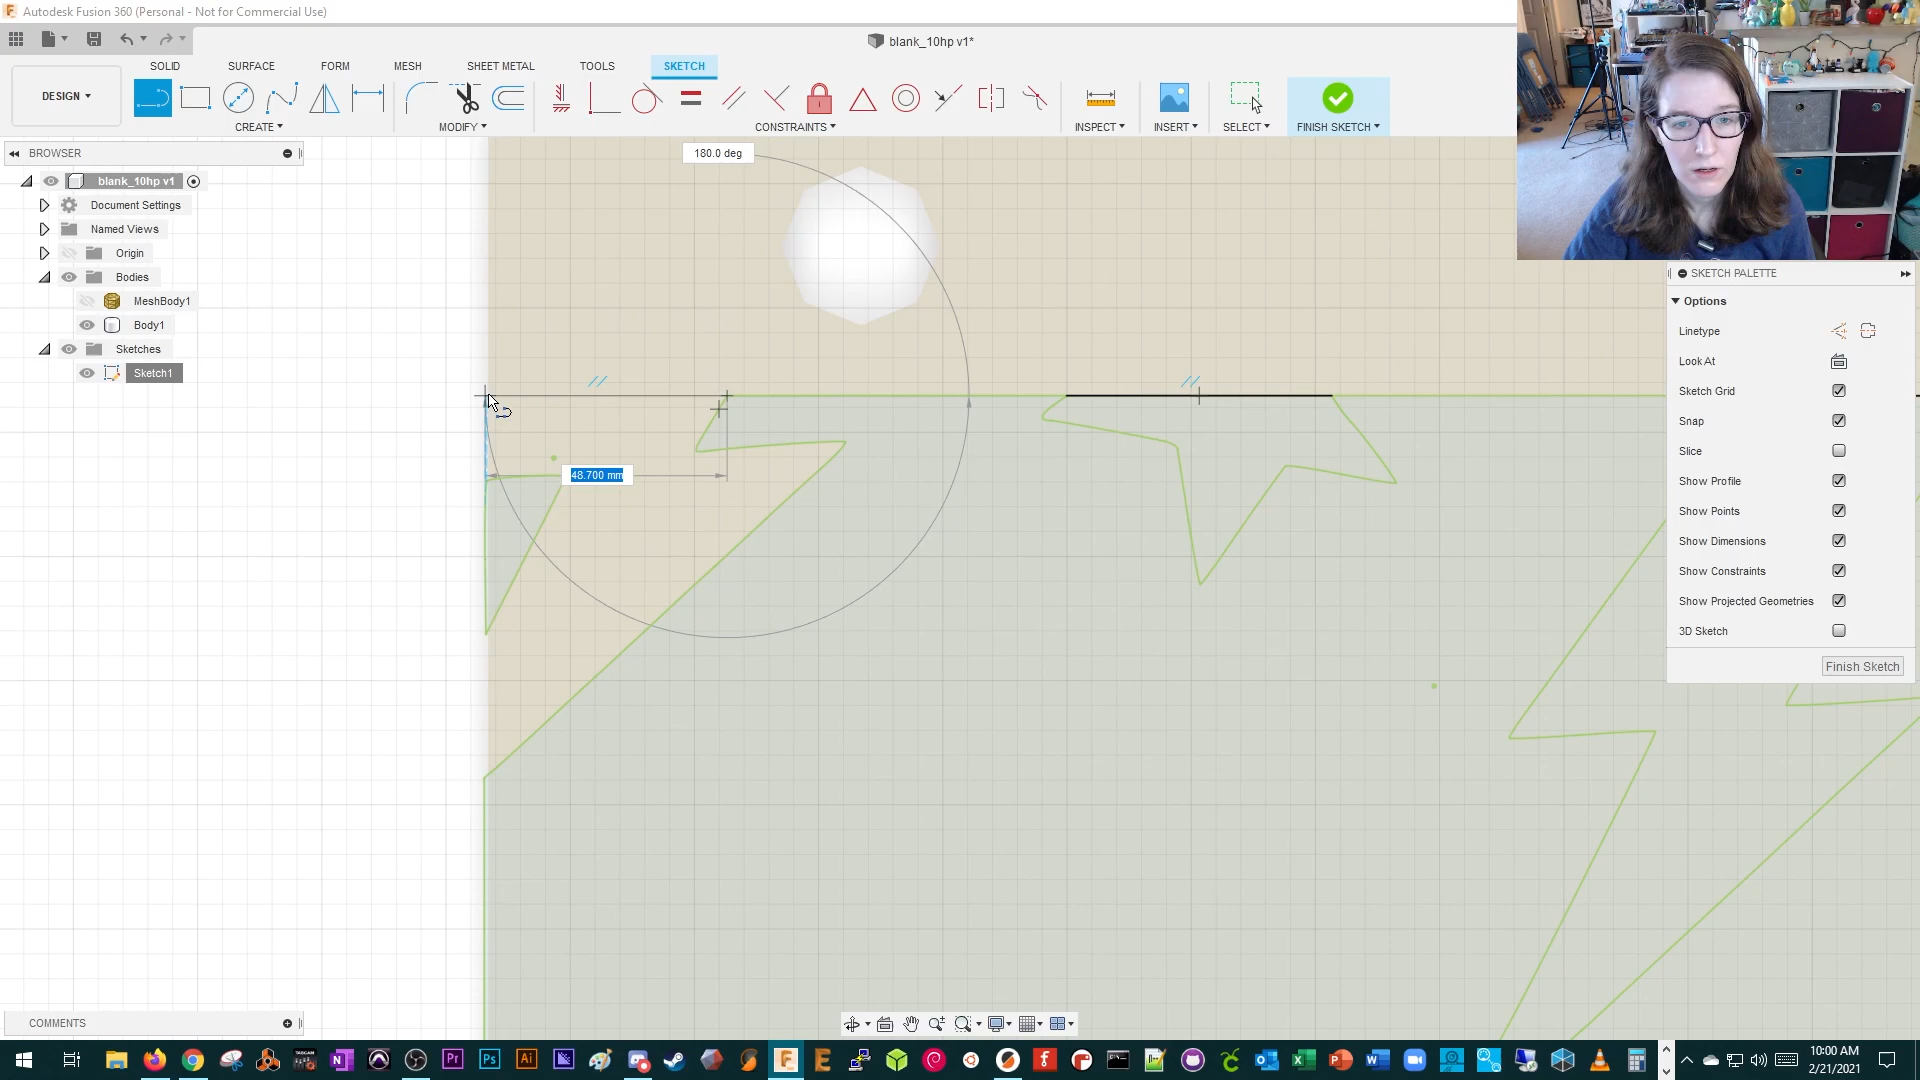 Autodesk Fusion 360 (Personal - Not for Commercial Use)
blank_10hp v1*
SOLID
SURFACE
FORM
MESH
SHEET METAL
TOOLS
SKETCH
DESIGN
CREATE
MODIFY
CONSTRAINTS
INSPECT
INSERT
SELECT
FINISH SKETCH
BROWSER
180.0 deg
blank_10hp v1
Document Settings
Named Views
Origin
Bodies
MeshBody1
Body1
Sketches
Sketch1
48.700 mm
SKETCH PALETTE
Options
Linetype
Look At
Sketch Grid
Snap
Slice
Show Profile
Show Points
Show Dimensions
Show Constraints
Show Projected Geometries
3D Sketch
Finish Sketch
COMMENTS
10:00 AM
2/21/2021